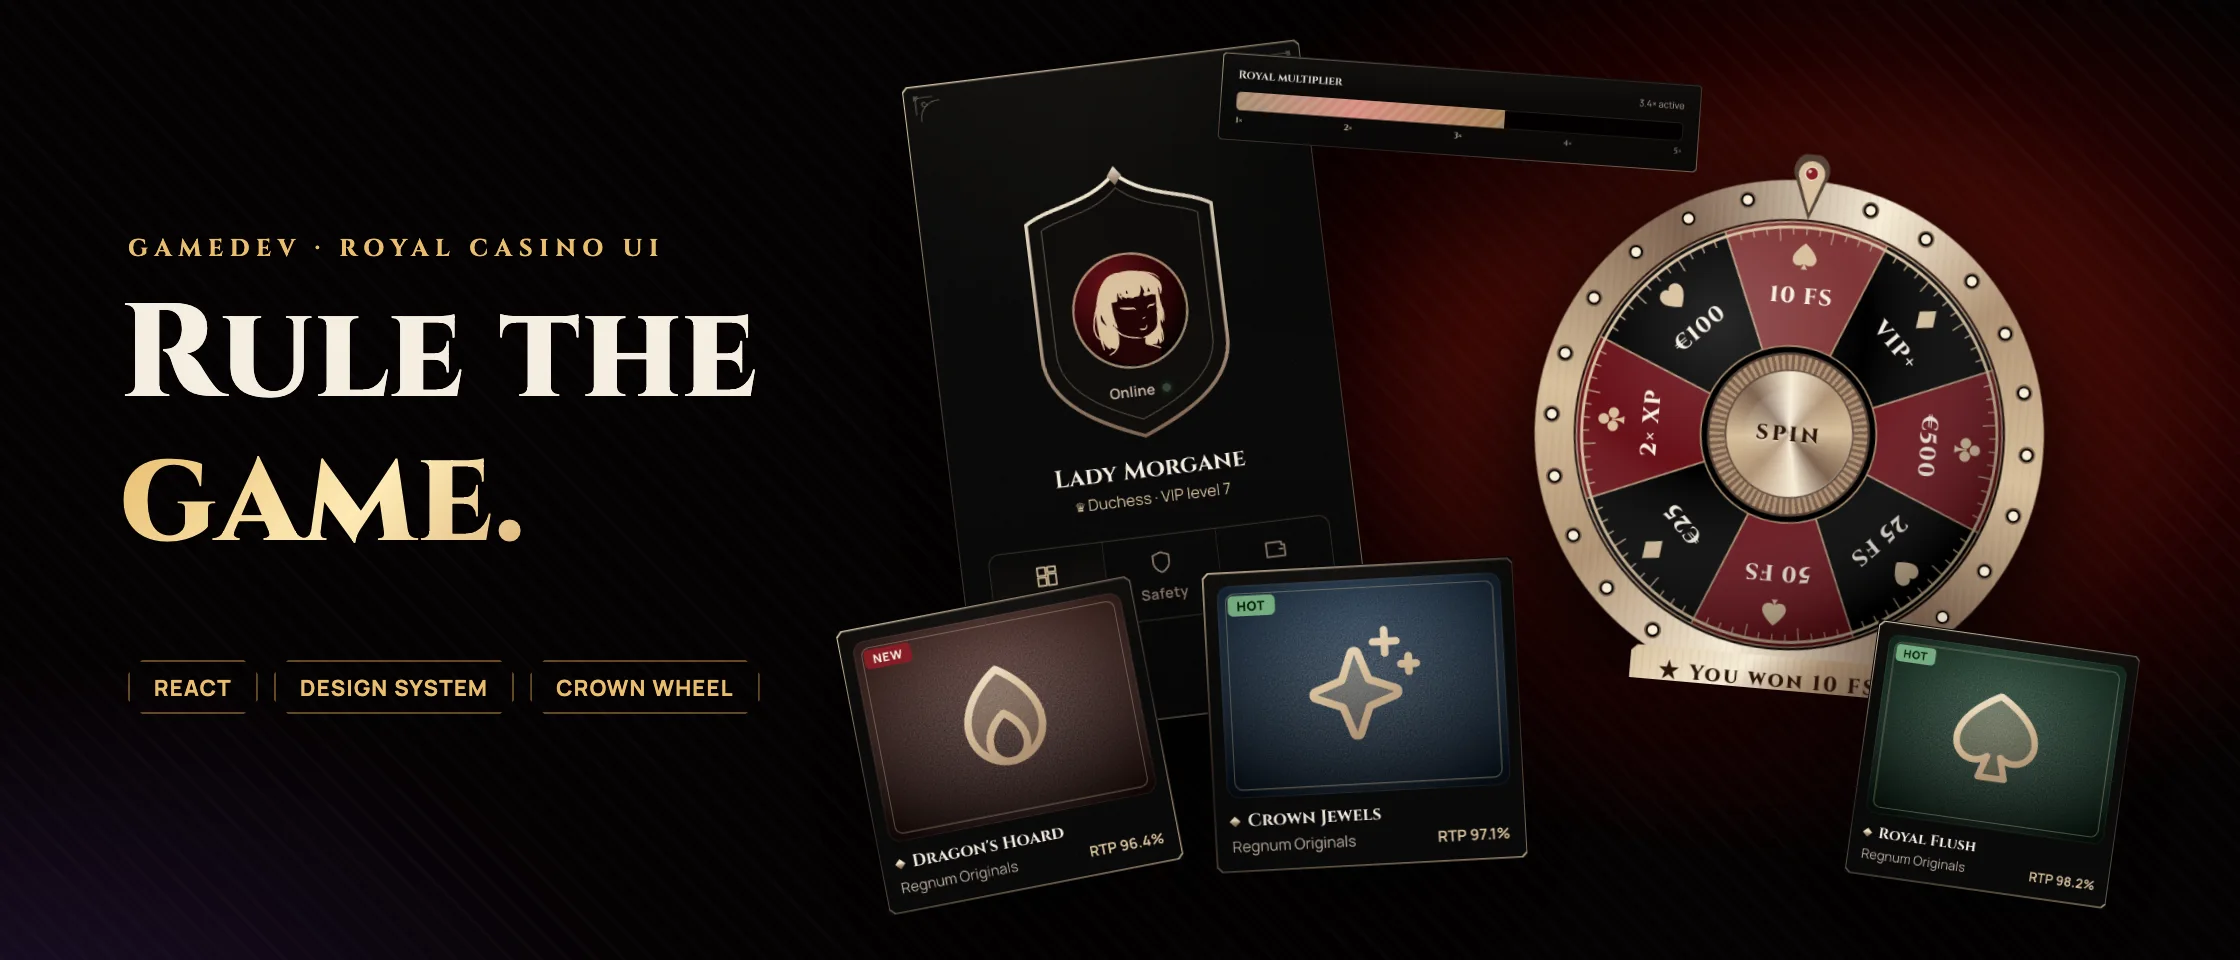 GAMEDEV · ROYAL CASINO UI
RULE THE
GAME.
REACT
DESIGN SYSTEM
CROWN WHEEL
ROYAL MULTIPLIER
3.4× active
1×
2×
3×
4×
5×
Online
LADY MORGANE
♛ Duchess · VIP level 7
Safety
10 FS
VIP+
€500
25 FS
50 FS
€25
2× XP
€100
SPIN
★ YOU WON 10 FS
NEW
DRAGON'S HOARD
Regnum Originals
RTP 96.4%
HOT
CROWN JEWELS
Regnum Originals
RTP 97.1%
HOT
ROYAL FLUSH
Regnum Originals
RTP 98.2%